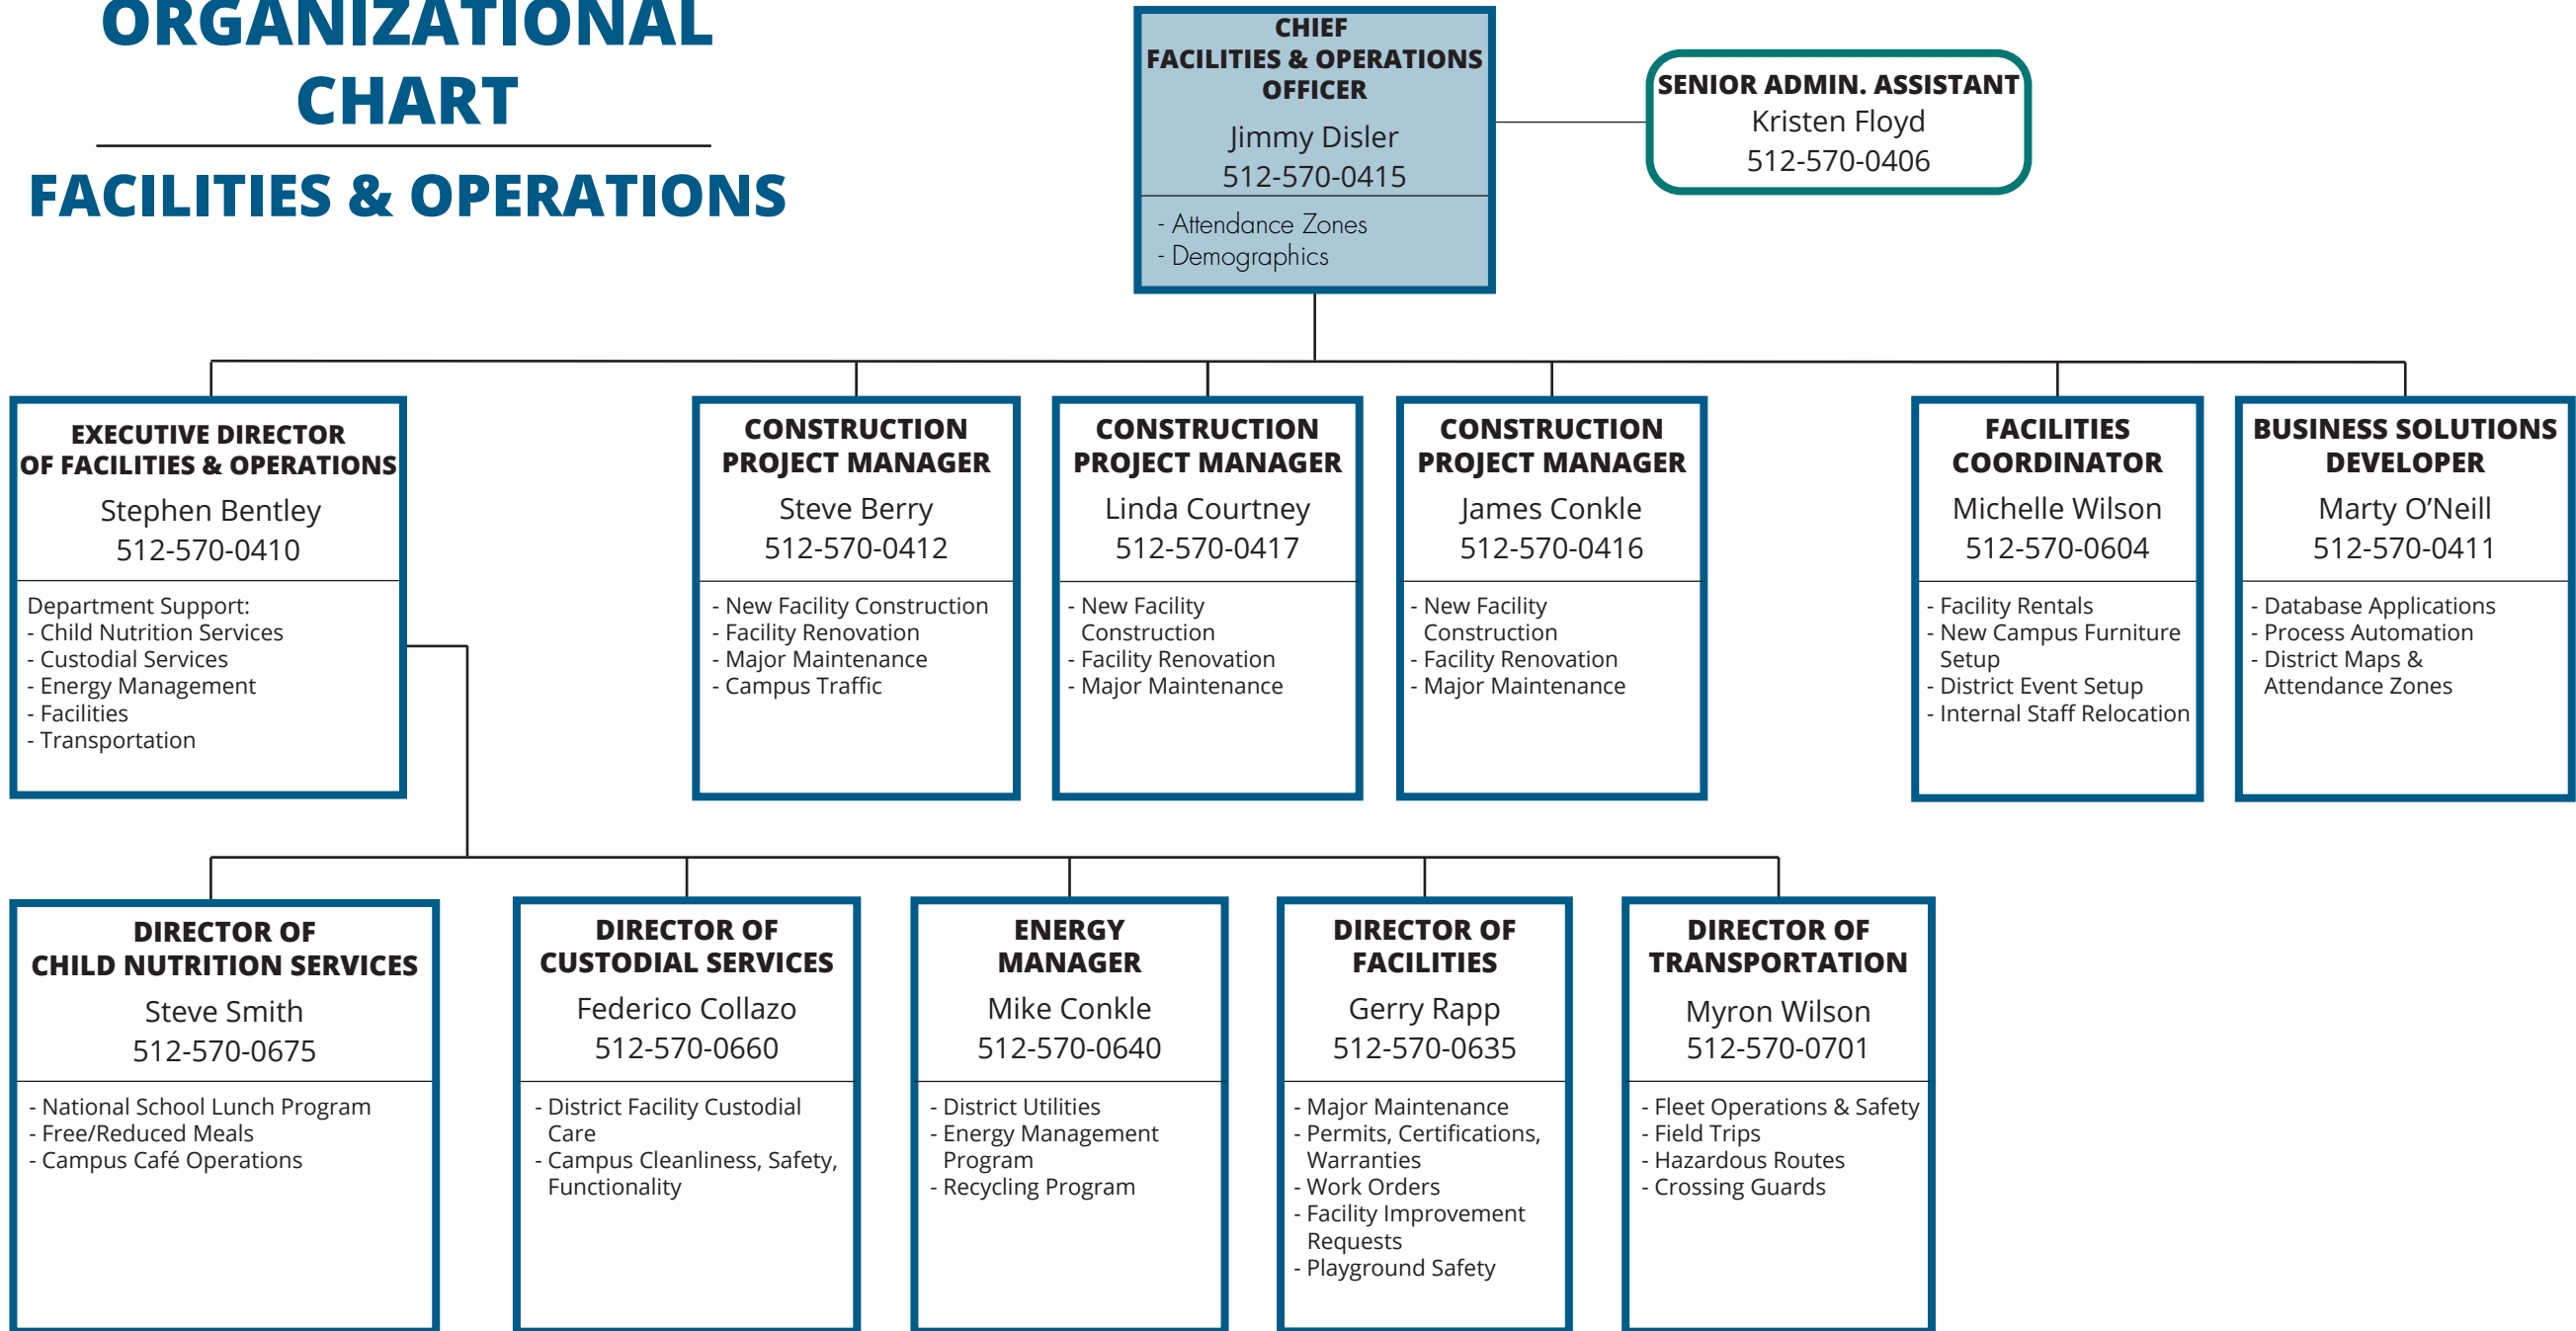 ORGANIZATIONAL
CHART
FACILITIES & OPERATIONS
CHIEF
FACILITIES & OPERATIONS
OFFICER
Jimmy Disler
512-570-0415
- Attendance Zones
- Demographics
SENIOR ADMIN. ASSISTANT
Kristen Floyd
512-570-0406
EXECUTIVE DIRECTOR
OF FACILITIES & OPERATIONS
Stephen Bentley
512-570-0410
Department Support:
- Child Nutrition Services
- Custodial Services
- Energy Management
- Facilities
- Transportation
CONSTRUCTION
PROJECT MANAGER
Steve Berry
512-570-0412
- New Facility Construction
- Facility Renovation
- Major Maintenance
- Campus Traffic
CONSTRUCTION
PROJECT MANAGER
Linda Courtney
512-570-0417
- New Facility
Construction
- Facility Renovation
- Major Maintenance
CONSTRUCTION
PROJECT MANAGER
James Conkle
512-570-0416
- New Facility
Construction
- Facility Renovation
- Major Maintenance
FACILITIES
COORDINATOR
Michelle Wilson
512-570-0604
- Facility Rentals
- New Campus Furniture
Setup
- District Event Setup
- Internal Staff Relocation
BUSINESS SOLUTIONS
DEVELOPER
Marty O’Neill
512-570-0411
- Database Applications
- Process Automation
- District Maps &
Attendance Zones
DIRECTOR OF
CHILD NUTRITION SERVICES
Steve Smith
512-570-0675
- National School Lunch Program
- Free/Reduced Meals
- Campus Café Operations
DIRECTOR OF
CUSTODIAL SERVICES
Federico Collazo
512-570-0660
- District Facility Custodial
Care
- Campus Cleanliness, Safety,
Functionality
ENERGY
MANAGER
Mike Conkle
512-570-0640
- District Utilities
- Energy Management
Program
- Recycling Program
DIRECTOR OF
FACILITIES
Gerry Rapp
512-570-0635
- Major Maintenance
- Permits, Certifications,
Warranties
- Work Orders
- Facility Improvement
Requests
- Playground Safety
DIRECTOR OF
TRANSPORTATION
Myron Wilson
512-570-0701
- Fleet Operations & Safety
- Field Trips
- Hazardous Routes
- Crossing Guards